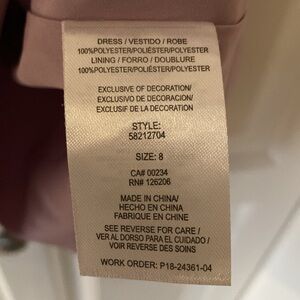 DRESS / VESTIDO / ROBE
100%POLYESTER/POLIÉSTER/POLYESTER
LINING / FORRO / DOUBLURE
100%POLYESTER/POLIÉSTER/POLYESTER
EXCLUSIVE OF DECORATION/
EXCLUSIVO DE DECORACION/
EXCLUSIF DE LA DECORATION
STYLE:
58212704
SIZE: 8
CA# 00234
RN# 126206
MADE IN CHINA/
HECHO EN CHINA/
FABRIQUE EN CHINE
SEE REVERSE FOR CARE /
VER AL DORSO PARA EL CUIDADO /
VOIR REVERSE DES SOINS
WORK ORDER: P18-24361-04